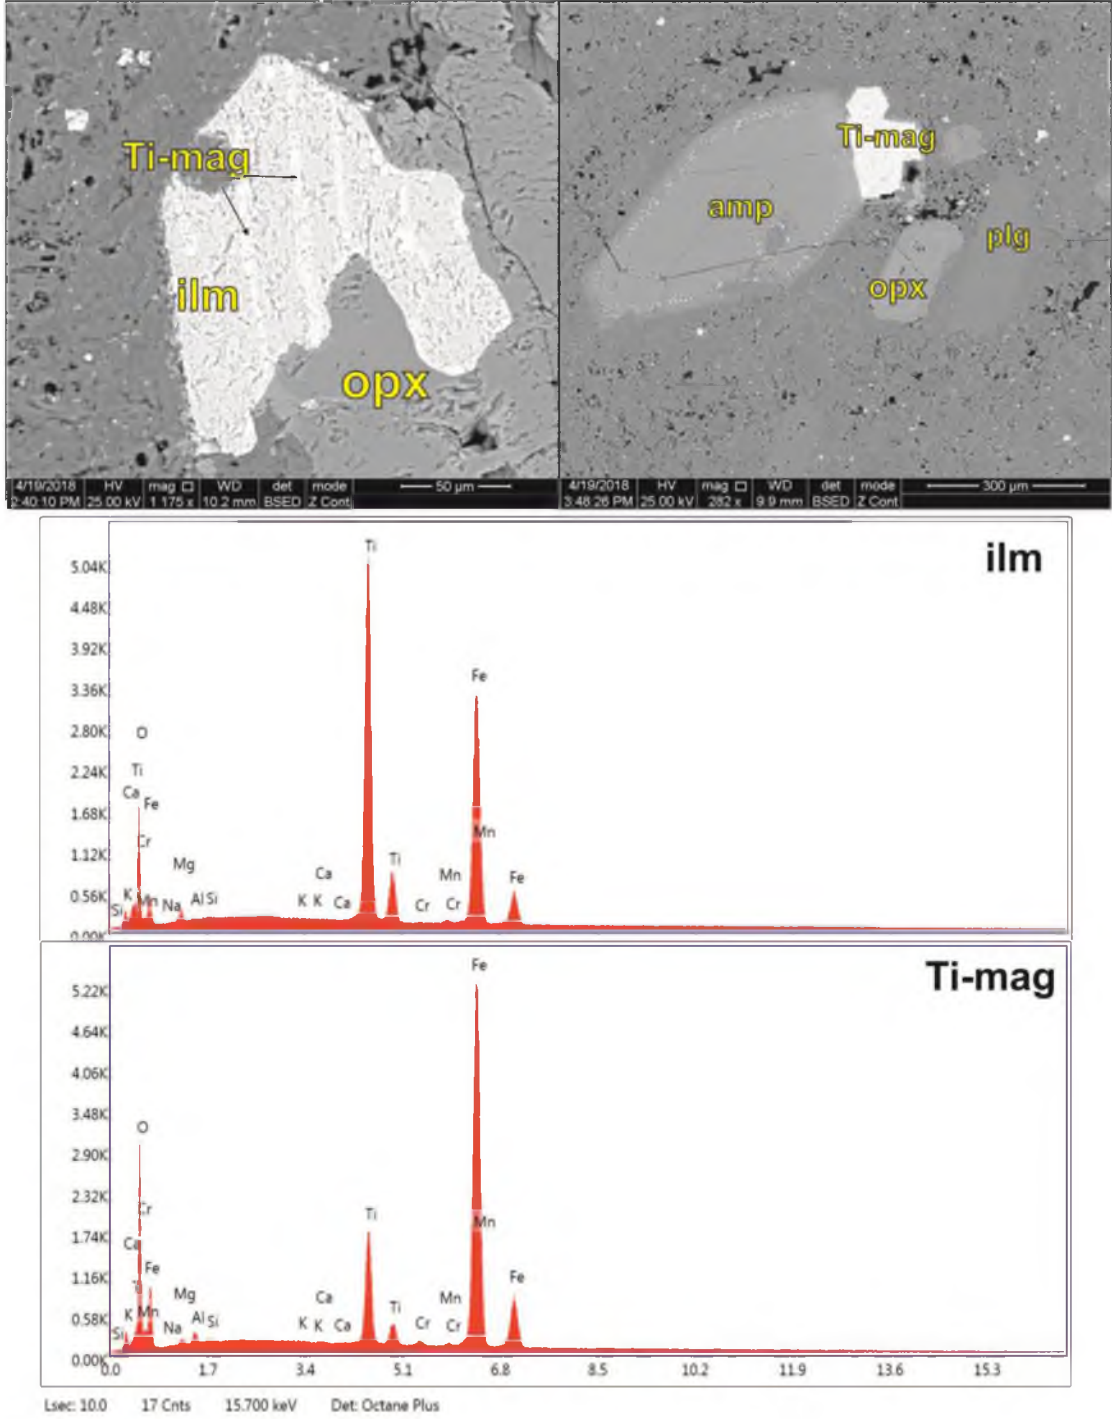 Ti-mag
ilm
opx
4/19/2018 HV mag □ WD det mode
2:40:10 PM 25.00 kV 1 175 x 10.2 mm BSED Z Cont
50 µm
Ti-mag
amp
plg
opx
4/19/2018 HV mag □ WD det mode
3:48:26 PM 25.00 kV 282 x 9.9 mm BSED Z Cont
300 µm
ilm
Ti
5.04K
4.48K
3.92K
Fe
3.36K
O
2.80K
Ti
2.24K
Ca Fe
1.68K
Cr Mn
1.12K
Mg Ca Ti Mn Fe
0.56K
Si K Mn Na Al Si K K Ca Cr Cr
0.00K
Ti-mag
Fe
5.22K
4.64K
4.06K
3.48K
O
2.90K
2.32K
Cr Ti Mn
1.74K
Ca
1.16K
Fe Mg Ca Mn Fe
0.58K
Si K Mn Na Al Si K K Ca Ti Cr Cr
0.00K
0.0 1.7 3.4 5.1 6.8 8.5 10.2 11.9 13.6 15.3
Lsec: 10.0 17 Cnts 15.700 keV Det: Octane Plus